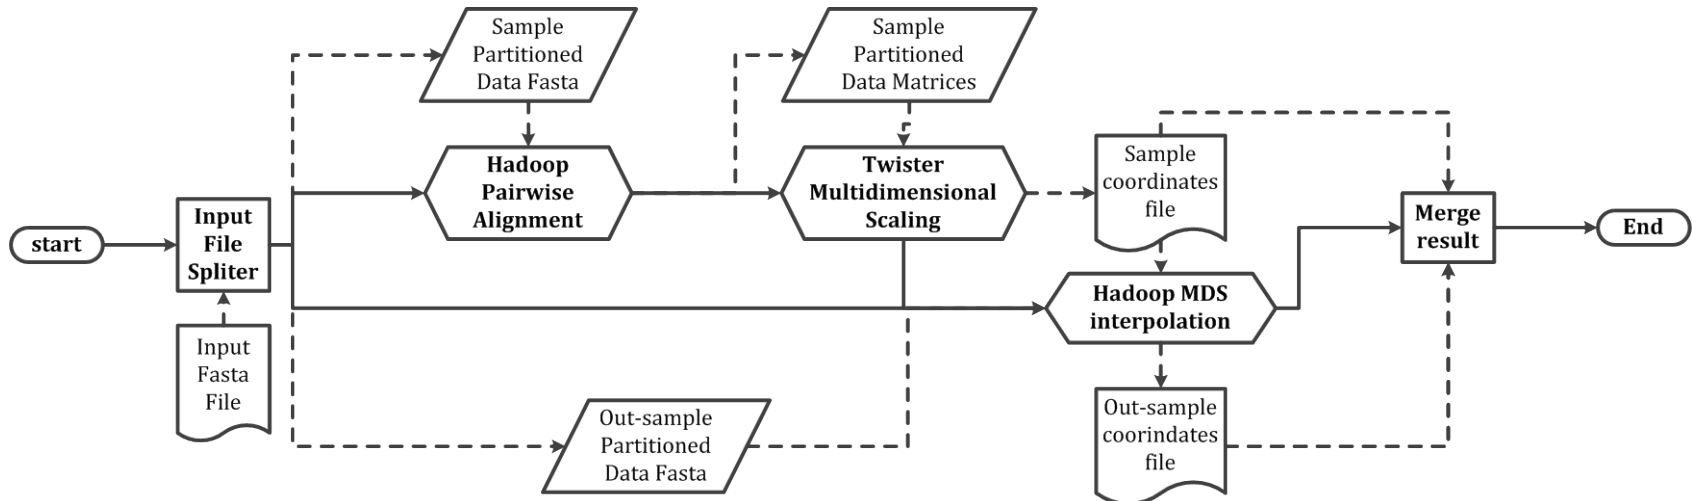 start
Input
File
Spliter
Input
Fasta
File
Sample
Partitioned
Data Fasta
Hadoop
Pairwise
Alignment
Out-sample
Partitioned
Data Fasta
Sample
Partitioned
Data Matrices
Twister
Multidimensional
Scaling
Sample
coordinates
file
Hadoop MDS
interpolation
Out-sample
coorindates
file
Merge
result
End